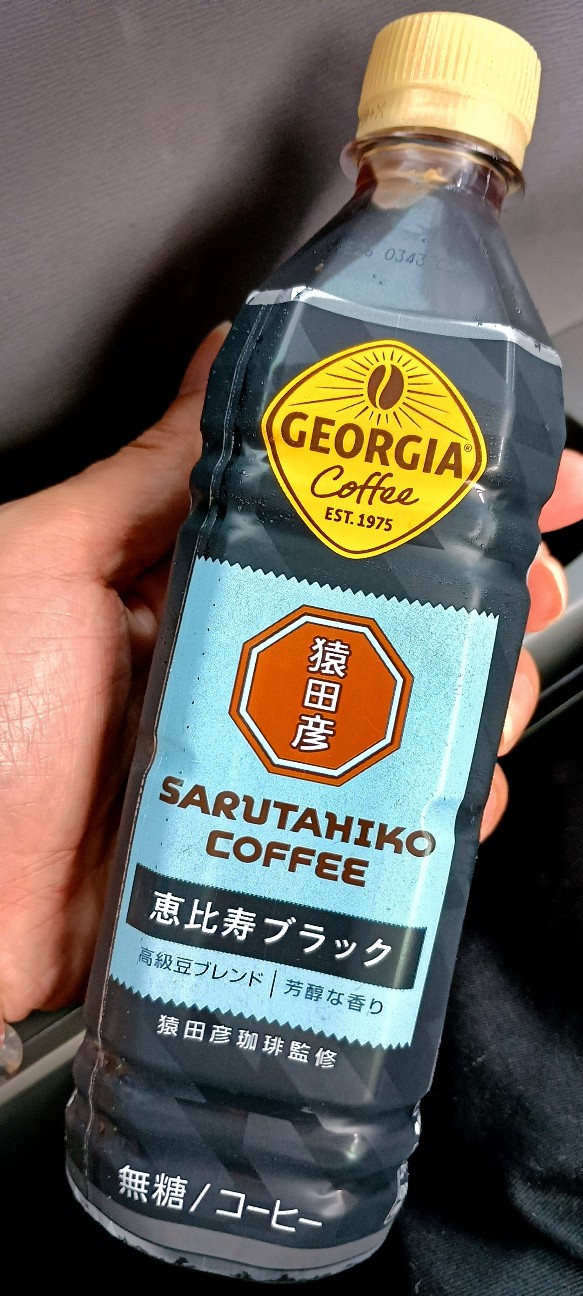 0343
GEORGIA®
Coffee
EST. 1975
猿田彦
SARUTAHIKO
COFFEE
恵比寿ブラック
高級豆ブレンド | 芳醇な香り
猿田彦珈琲監修
無糖/コーヒー